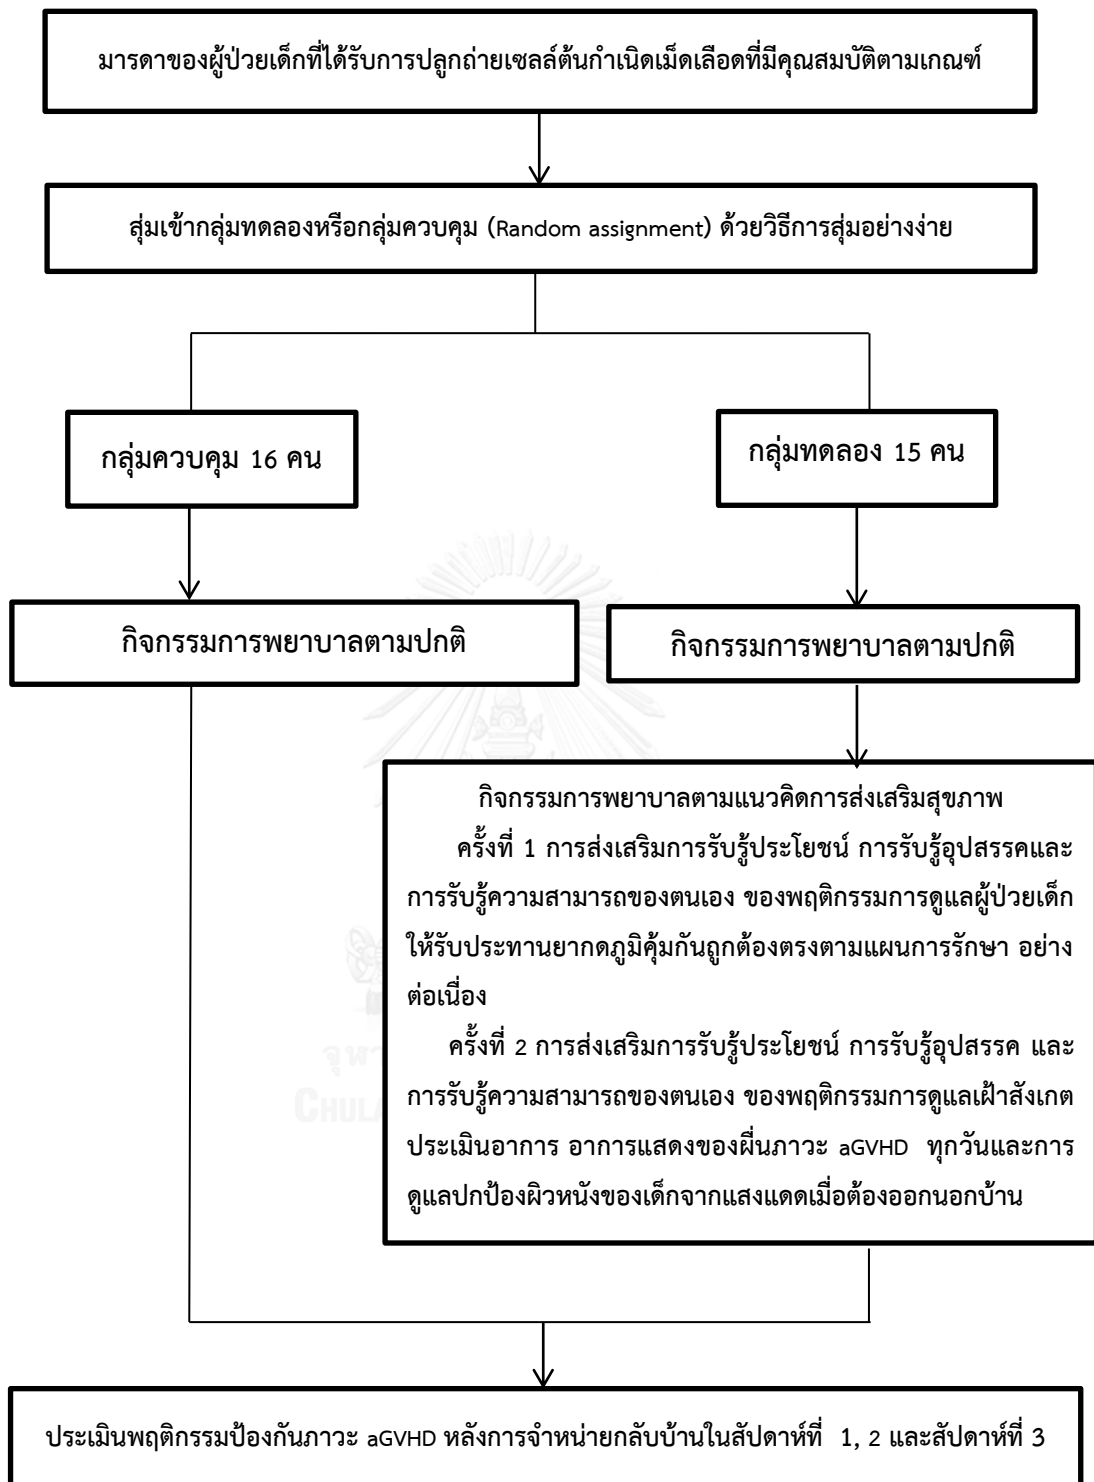 มารดาของผู้ป่วยเด็กที่ได้รับการปลูกถ่ายเซลล์ต้นกำเนิดเม็ดเลือดที่มีคุณสมบัติตามเกณฑ์
สุ่มเข้ากลุ่มทดลองหรือกลุ่มควบคุม (Random assignment) ด้วยวิธีการสุ่มอย่างง่าย
กลุ่มควบคุม 16 คน
กลุ่มทดลอง 15 คน
กิจกรรมการพยาบาลตามปกติ
กิจกรรมการพยาบาลตามปกติ
กิจกรรมการพยาบาลตามแนวคิดการส่งเสริมสุขภาพ
ครั้งที่ 1 การส่งเสริมการรับรู้ประโยชน์ การรับรู้อุปสรรคและ
การรับรู้ความสามารถของตนเอง ของพฤติกรรมการดูแลผู้ป่วยเด็ก
ให้รับประทานยากดภูมิคุ้มกันถูกต้องตรงตามแผนการรักษา อย่าง
ต่อเนื่อง
ครั้งที่ 2 การส่งเสริมการรับรู้ประโยชน์ การรับรู้อุปสรรค และ
การรับรู้ความสามารถของตนเอง ของพฤติกรรมการดูแลเฝ้าสังเกต
ประเมินอาการ อาการแสดงของผื่นภาวะ aGVHD ทุกวันและการ
ดูแลปกป้องผิวหนังของเด็กจากแสงแดดเมื่อต้องออกนอกบ้าน
จุฬา
CHULA
ประเมินพฤติกรรมป้องกันภาวะ aGVHD หลังการจำหน่ายกลับบ้านในสัปดาห์ที่ 1, 2 และสัปดาห์ที่ 3